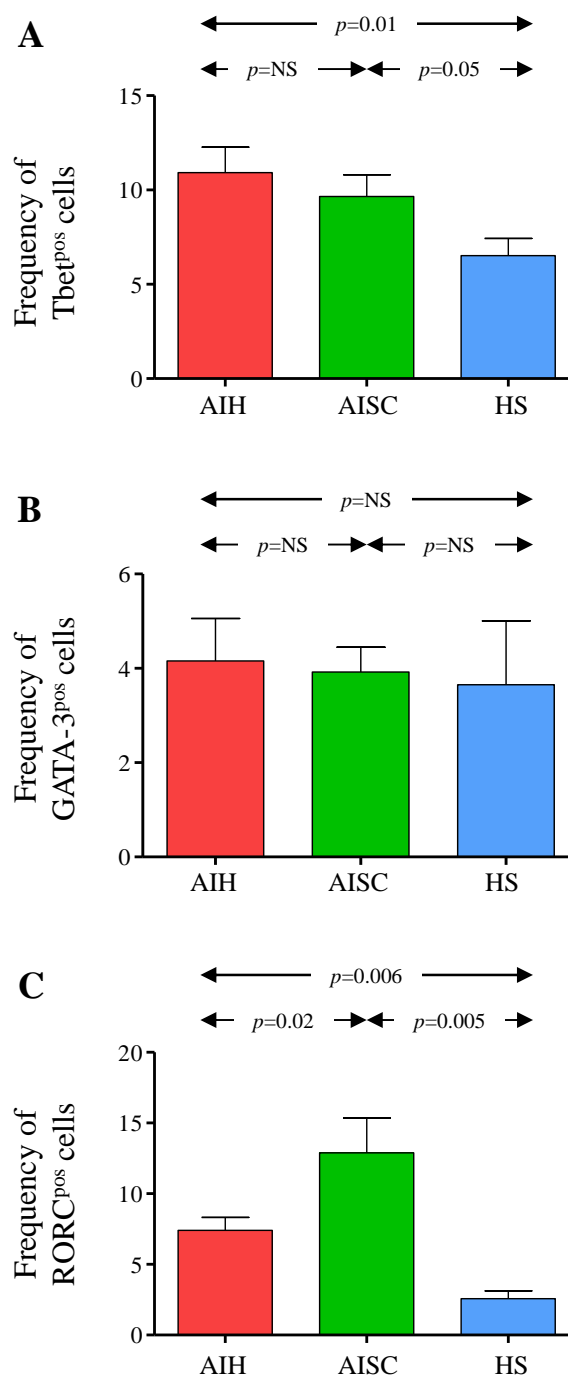 A
p=0.01
p=NS
p=0.05
Frequency of
Tbetpos cells
15
10
5
0
AIH
AISC
HS
B
p=NS
p=NS
p=NS
Frequency of
GATA-3pos cells
6
4
2
0
AIH
AISC
HS
C
p=0.006
p=0.02
p=0.005
Frequency of
RORCpos cells
20
15
10
5
0
AIH
AISC
HS